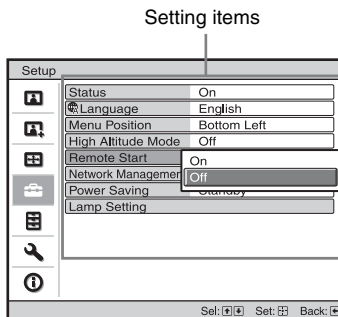 Setting items
Setup
Status On
Language English
Menu Position Bottom Left
High Altitude Mode Off
Remote Start On
Network Managemen Off
Power Saving Standby
Lamp Setting
Sel: Set: Back: